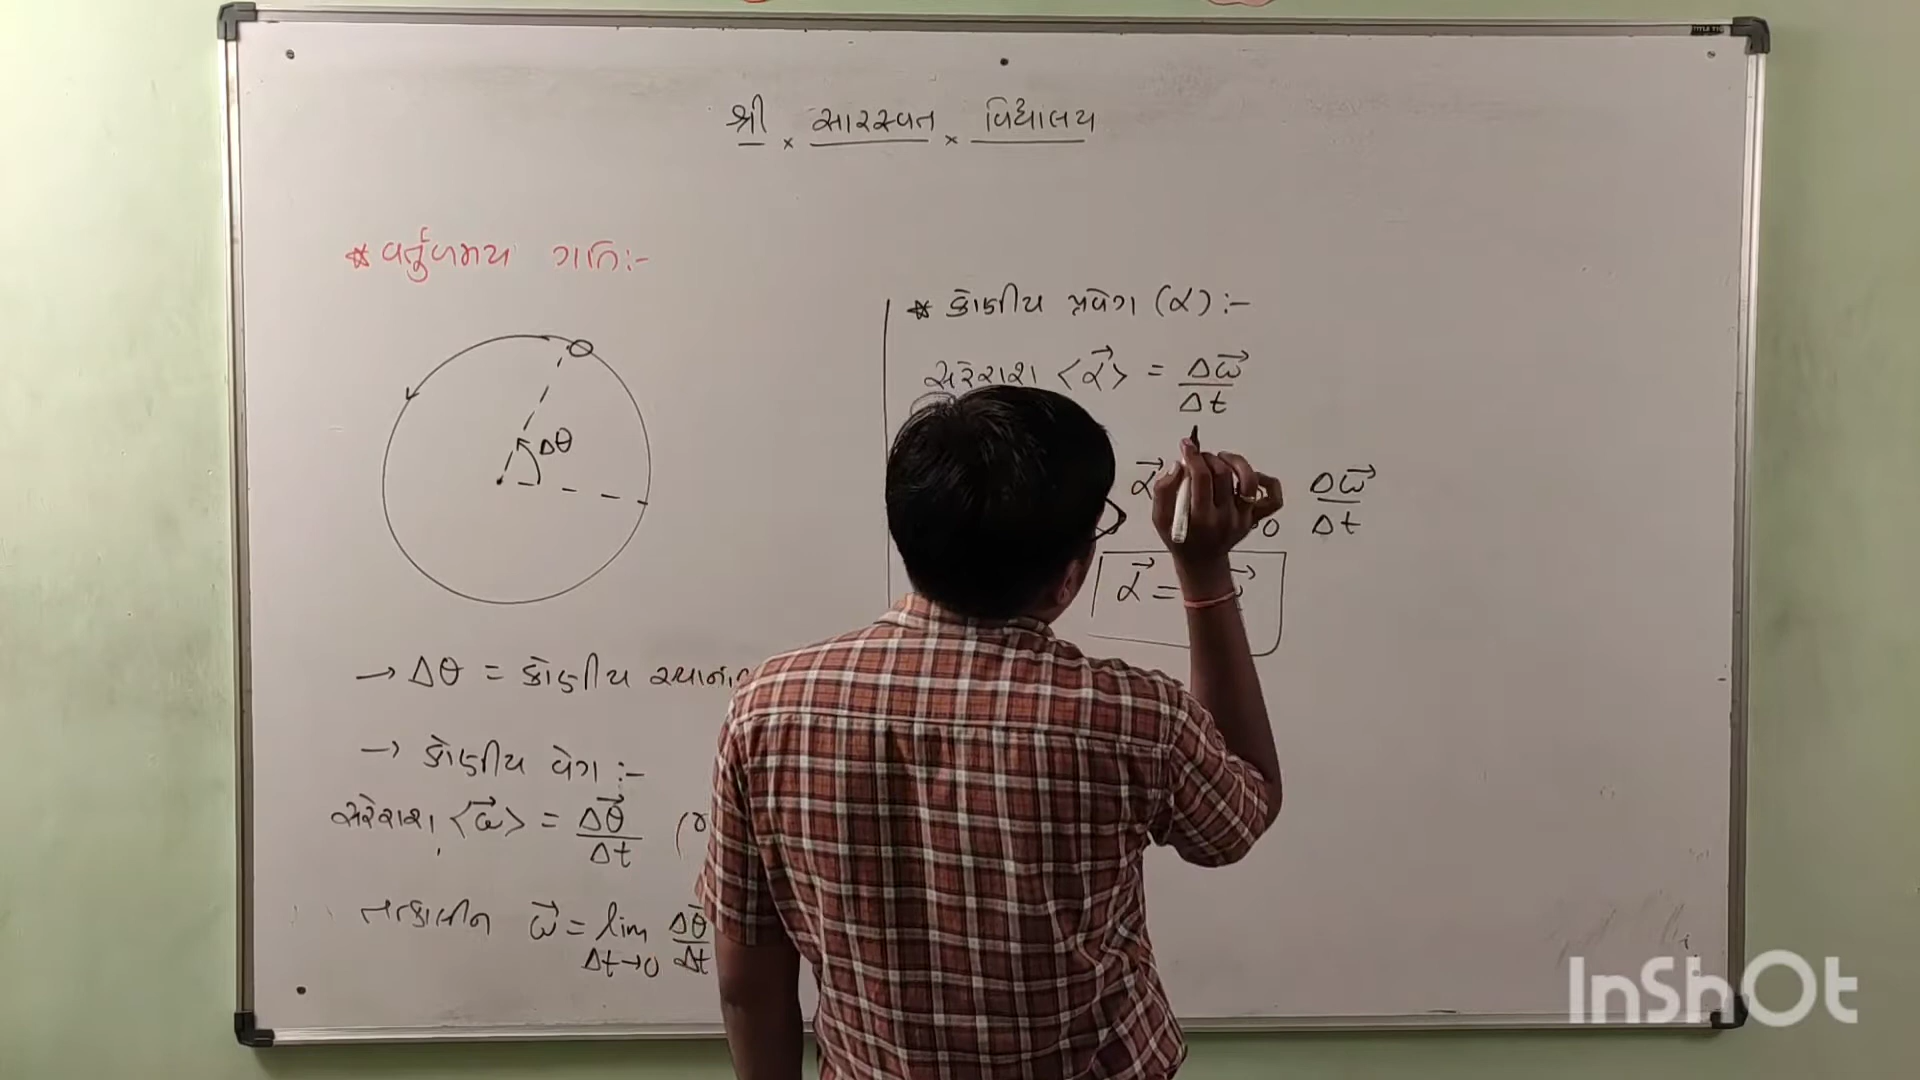 શ્રી × સારસ્વત × વિદ્યાલય
* વર્તુળમય ગતિ:-
Δθ
→ Δθ = કોણીય
→ કોણીય વેગ :-
સરેરાશ <ω⃗> = Δθ⃗/Δt
તત્કાલીન ω⃗ = lim Δt→0 Δθ⃗/Δt
* કોણીય પ્રવેગ (α) :-
સરેરાશ <α⃗> = Δω⃗/Δt
α⃗ Δω⃗/Δt
α⃗ =
InShOt